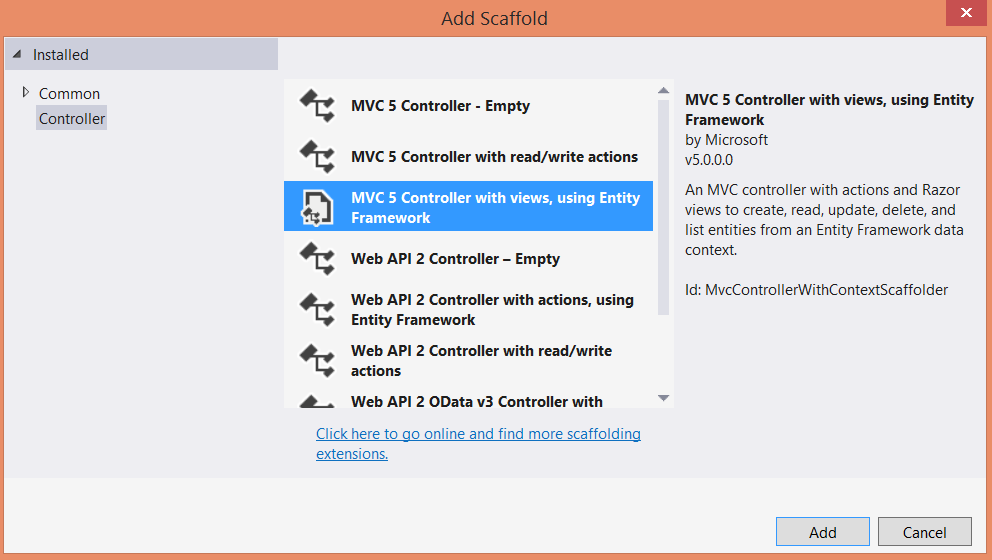 Add Scaffold
Installed
Common
Controller
MVC 5 Controller - Empty
MVC 5 Controller with read/write actions
MVC 5 Controller with views, using Entity
Framework
Web API 2 Controller – Empty
Web API 2 Controller with actions, using
Entity Framework
Web API 2 Controller with read/write
actions
Web API 2 OData v3 Controller with
Click here to go online and find more scaffolding
extensions.
MVC 5 Controller with views, using Entity
Framework
by Microsoft
v5.0.0.0
An MVC controller with actions and Razor
views to create, read, update, delete, and
list entities from an Entity Framework data
context.
Id: MvcControllerWithContextScaffolder
Add
Cancel